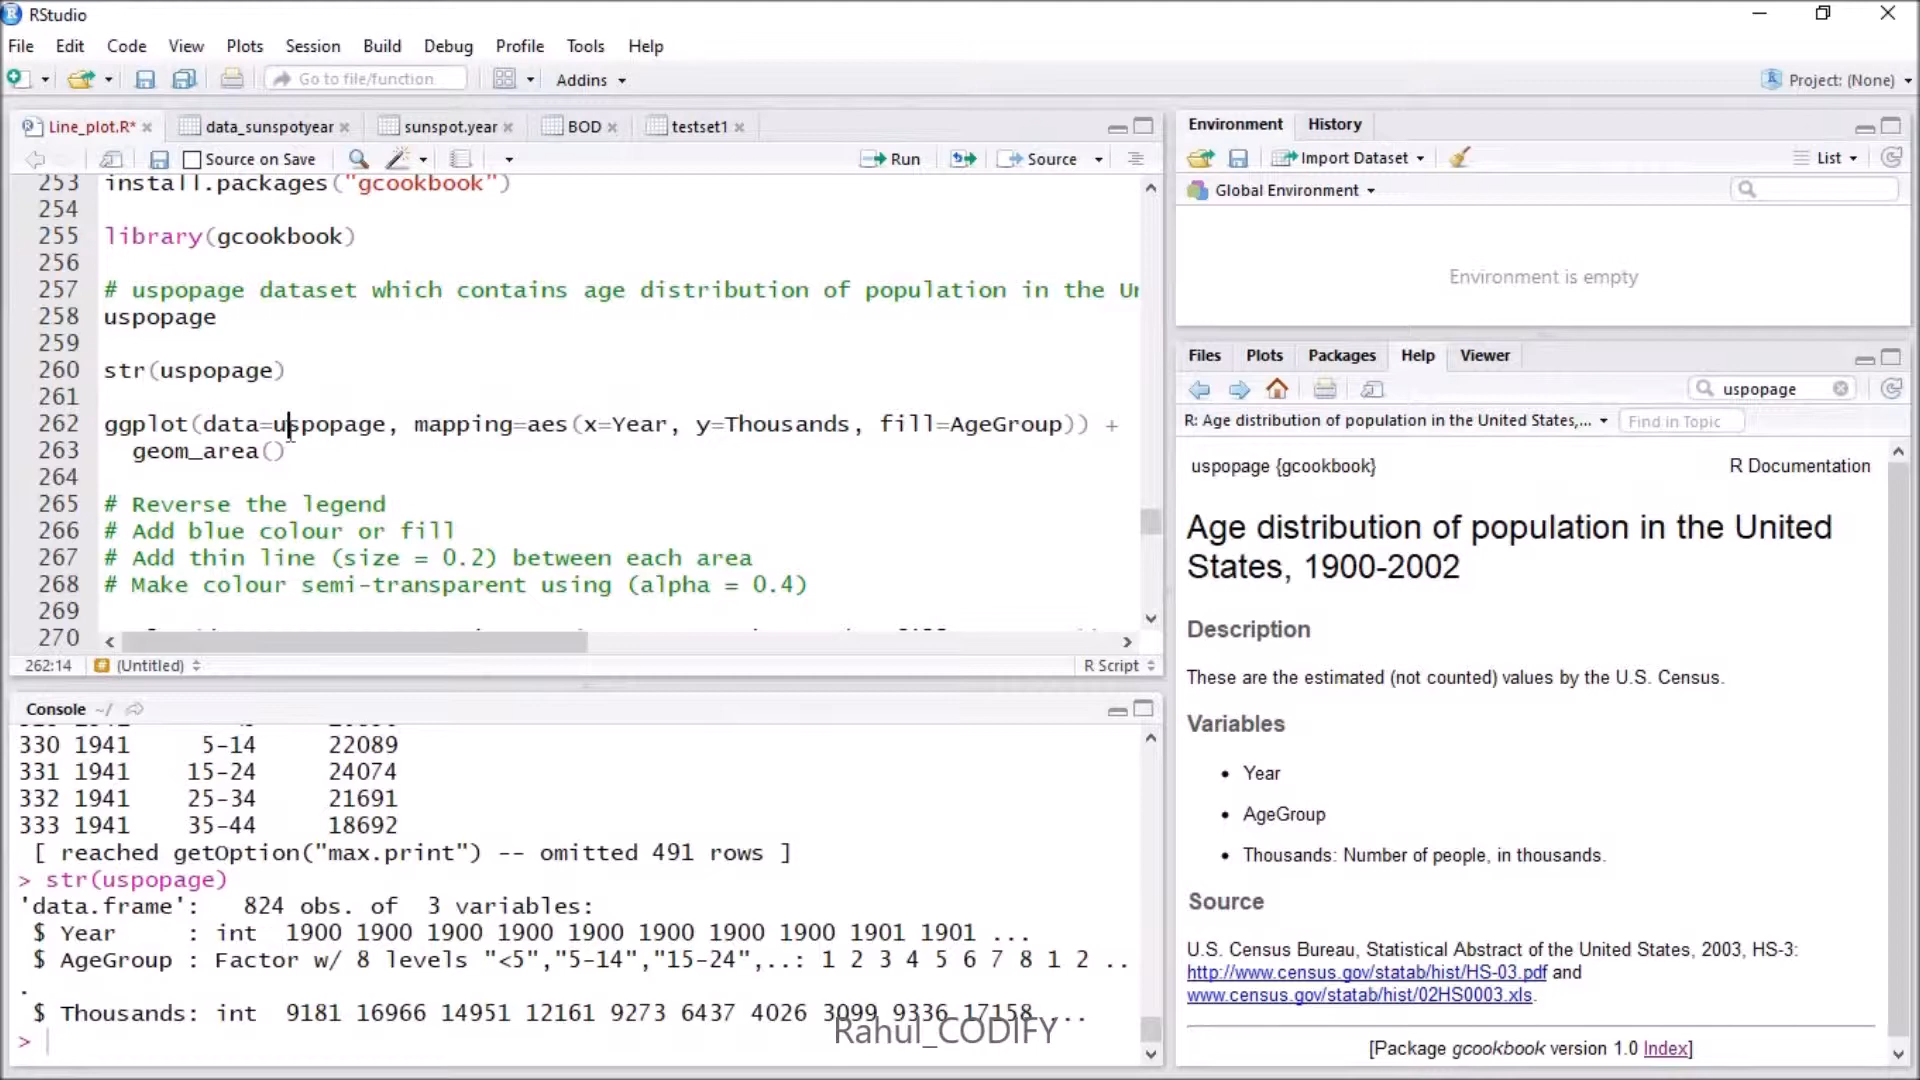 RStudio
File Edit Code View Plots Session Build Debug Profile Tools Help
Go to file/function Addins Project: (None)
Line_plot.R* data_sunspotyear sunspot.year BOD testset1
Source on Save Run Source
253 install.packages("gcookbook")
254
255 library(gcookbook)
256
257 # uspopage dataset which contains age distribution of population in the
258 uspopage
259
260 str(uspopage)
261
262 ggplot(data=uspopage, mapping=aes(x=Year, y=Thousands, fill=AgeGroup)) +
263 geom_area()
264
265 # Reverse the legend
266 # Add blue colour or fill
267 # Add thin line (size = 0.2) between each area
268 # Make colour semi-transparent using (alpha = 0.4)
269
270
262:14 (Untitled) R Script
Console ~/
330 1941 5-14 22089
331 1941 15-24 24074
332 1941 25-34 21691
333 1941 35-44 18692
[ reached getOption("max.print") -- omitted 491 rows ]
> str(uspopage)
'data.frame': 824 obs. of 3 variables:
$ Year : int 1900 1900 1900 1900 1900 1900 1900 1900 1901 1901 ...
$ AgeGroup : Factor w/ 8 levels "<5","5-14","15-24",..: 1 2 3 4 5 6 7 8 1 2 ..
.
$ Thousands: int 9181 16966 14951 12161 9273 6437 4026 3099 9336 17158 ...
>
Rahul_CODIFY
Environment History
Import Dataset List
Global Environment
Environment is empty
Files Plots Packages Help Viewer
uspopage
R: Age distribution of population in the United States,... Find in Topic
uspopage {gcookbook} R Documentation
Age distribution of population in the United
States, 1900-2002
Description
These are the estimated (not counted) values by the U.S. Census.
Variables
• Year
• AgeGroup
• Thousands: Number of people, in thousands.
Source
U.S. Census Bureau, Statistical Abstract of the United States, 2003, HS-3:
http://www.census.gov/statab/hist/HS-03.pdf and
www.census.gov/statab/hist/02HS0003.xls.
[Package gcookbook version 1.0 Index]